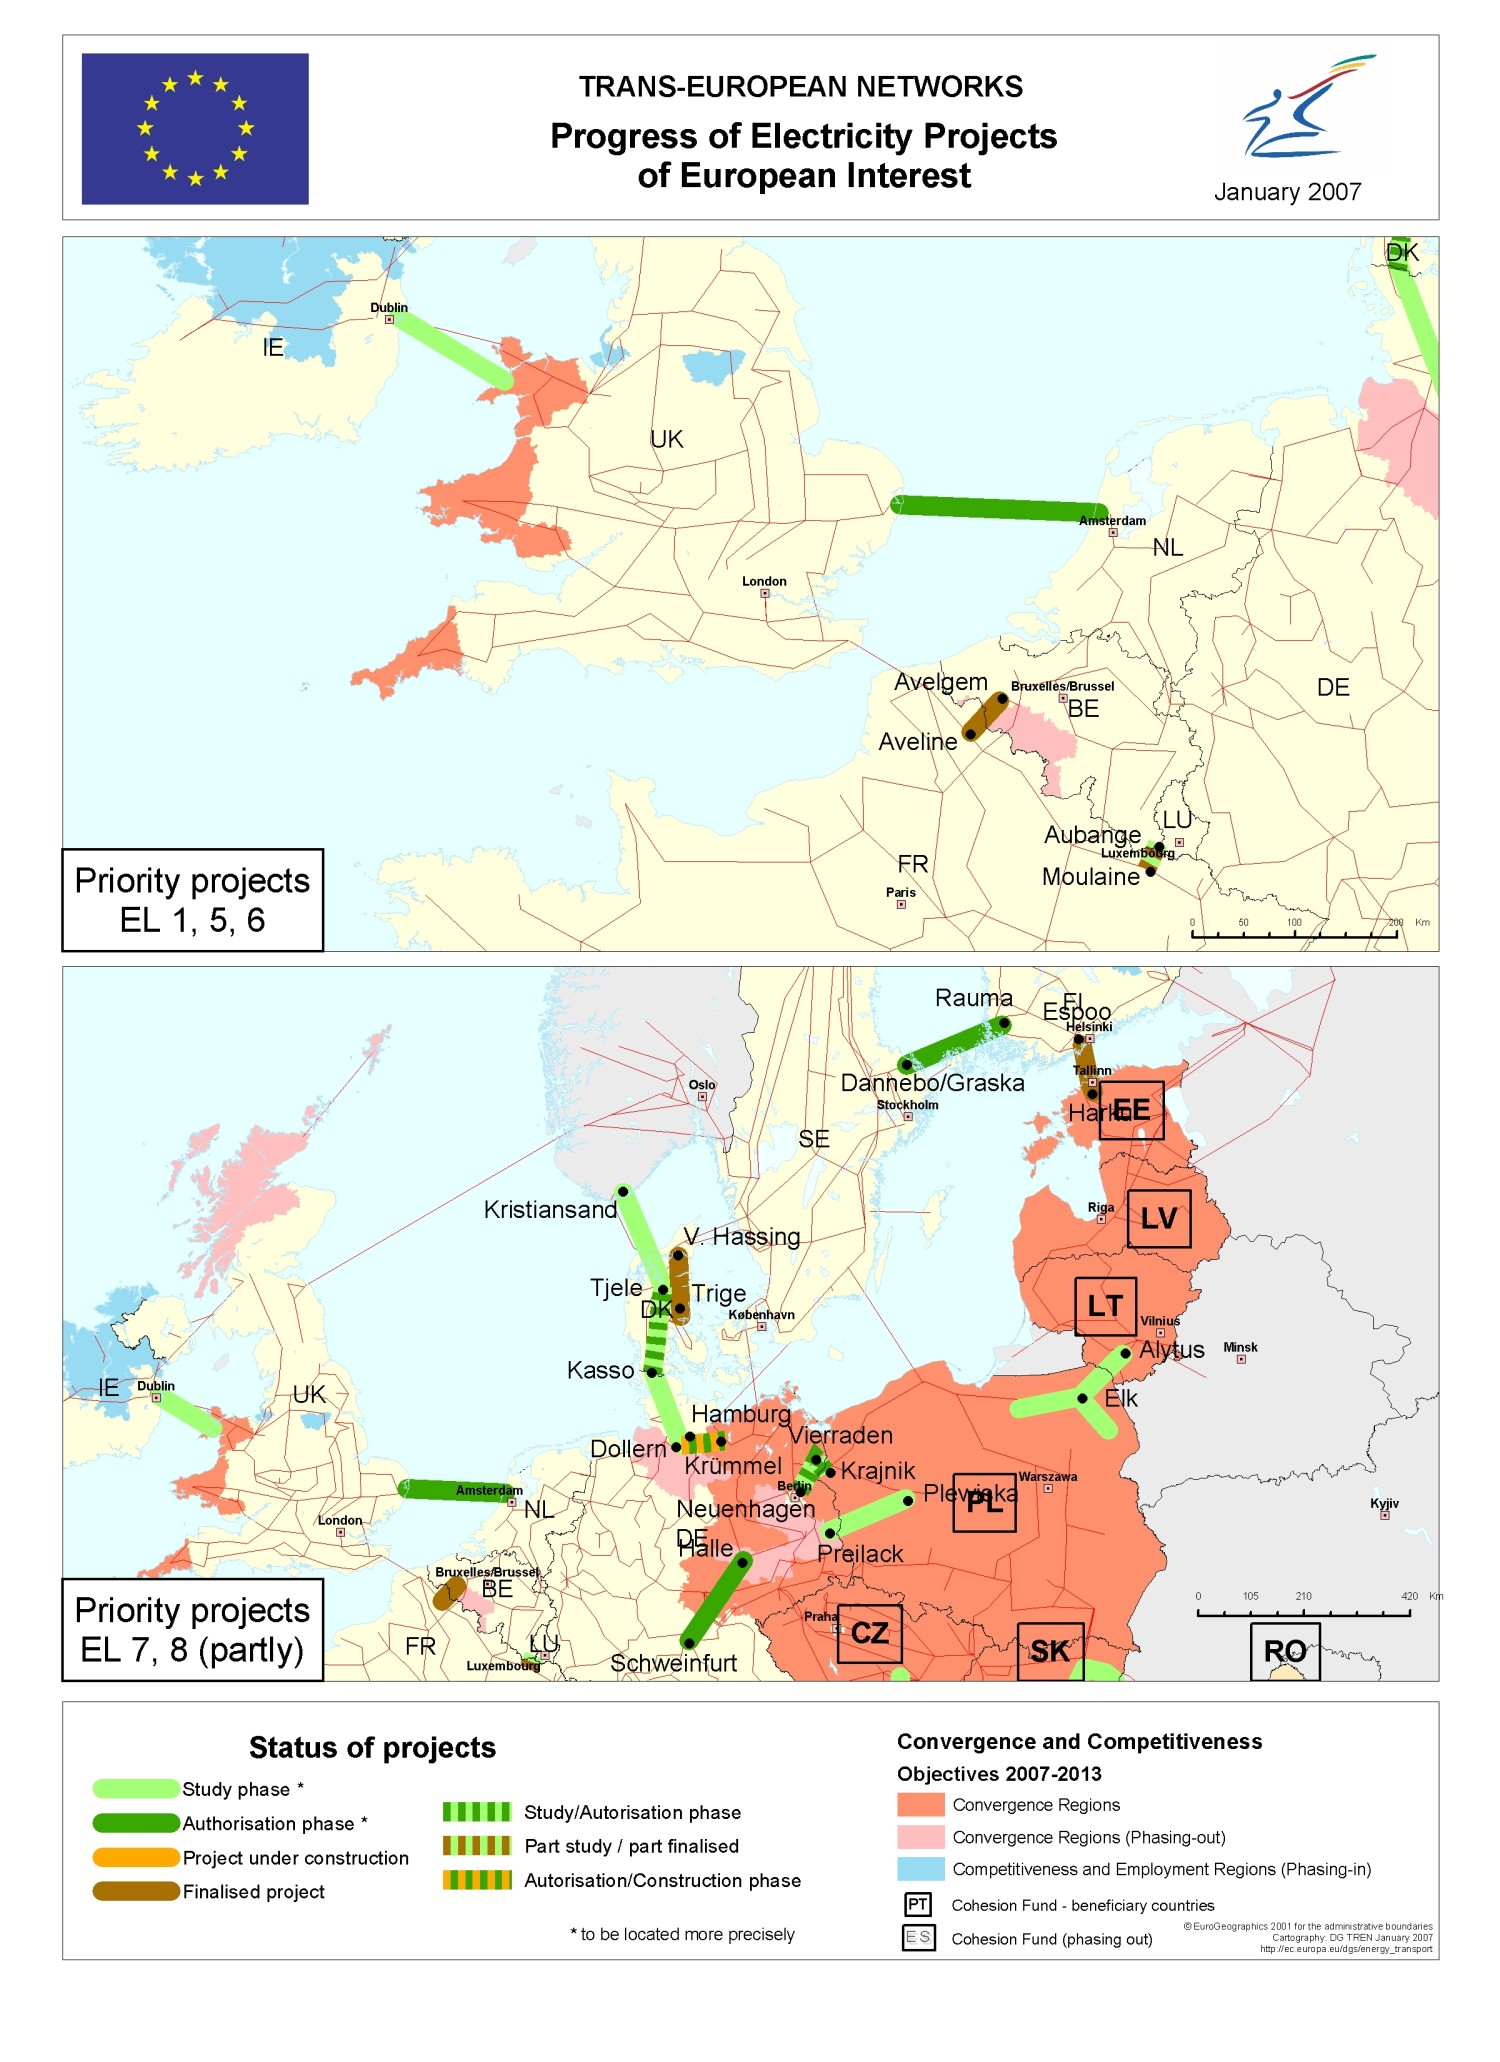 TRANS-EUROPEAN NETWORKS
Progress of Electricity Projects
of European Interest
January 2007
DK
Dublin
IE
UK
Amsterdam
NL
London
Avelgem
Bruxelles/Brussel
BE
DE
Aveline
LU
Aubange
Luxembourg
FR
Moulaine
Paris
Priority projects
EL 1, 5, 6
0 50 100 200 Km
Rauma
FI
Espoo
Helsinki
Tallinn
Dannebo/Graska
Oslo
Stockholm
Harku
EE
SE
Kristiansand
Riga
LV
V. Hassing
Tjele
Trige
DK
København
LT
Vilnius
Alytus
Minsk
Kasso
IE
Dublin
UK
Elk
Hamburg
Dollern
Vierraden
Krümmel
Krajnik
Warszawa
Berlin
Amsterdam
NL
Neuenhagen
Plewiska
PL
Kyjiv
London
DE
Halle
Preilack
Bruxelles/Brussel
BE
Praha
CZ
SK
RO
0 105 210 420 Km
Priority projects
EL 7, 8 (partly)
FR
LU
Luxembourg
Schweinfurt
Status of projects
Study phase *
Authorisation phase *
Project under construction
Finalised project
Study/Autorisation phase
Part study / part finalised
Autorisation/Construction phase
* to be located more precisely
Convergence and Competitiveness
Objectives 2007-2013
Convergence Regions
Convergence Regions (Phasing-out)
Competitiveness and Employment Regions (Phasing-in)
PT Cohesion Fund - beneficiary countries
ES Cohesion Fund (phasing out)
© EuroGeographics 2001 for the administrative boundaries
Cartography: DG TREN January 2007
http://ec.europa.eu/dgs/energy_transport